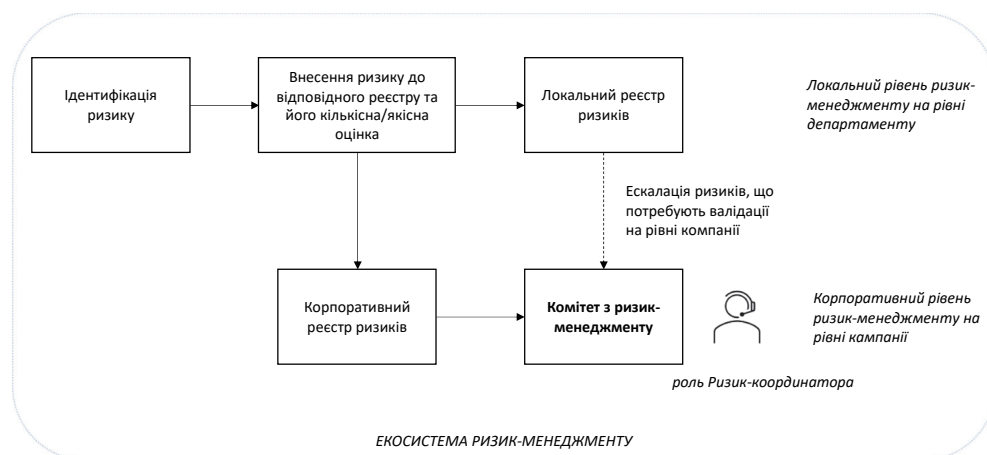 Ідентифікація
ризику
Внесення ризику до
відповідного реєстру та
його кількісна/якісна
оцінка
Локальний реєстр
ризиків
Локальний рівень ризик-
менеджменту на рівні
департаменту
Ескалація ризиків, що
потребують валідації
на рівні компанії
Корпоративний
реєстр ризиків
Комітет з ризик-
менеджменту
Корпоративний рівень
ризик-менеджменту на
рівні кампанії
роль Ризик-координатора
ЕКОСИСТЕМА РИЗИК-МЕНЕДЖМЕНТУ